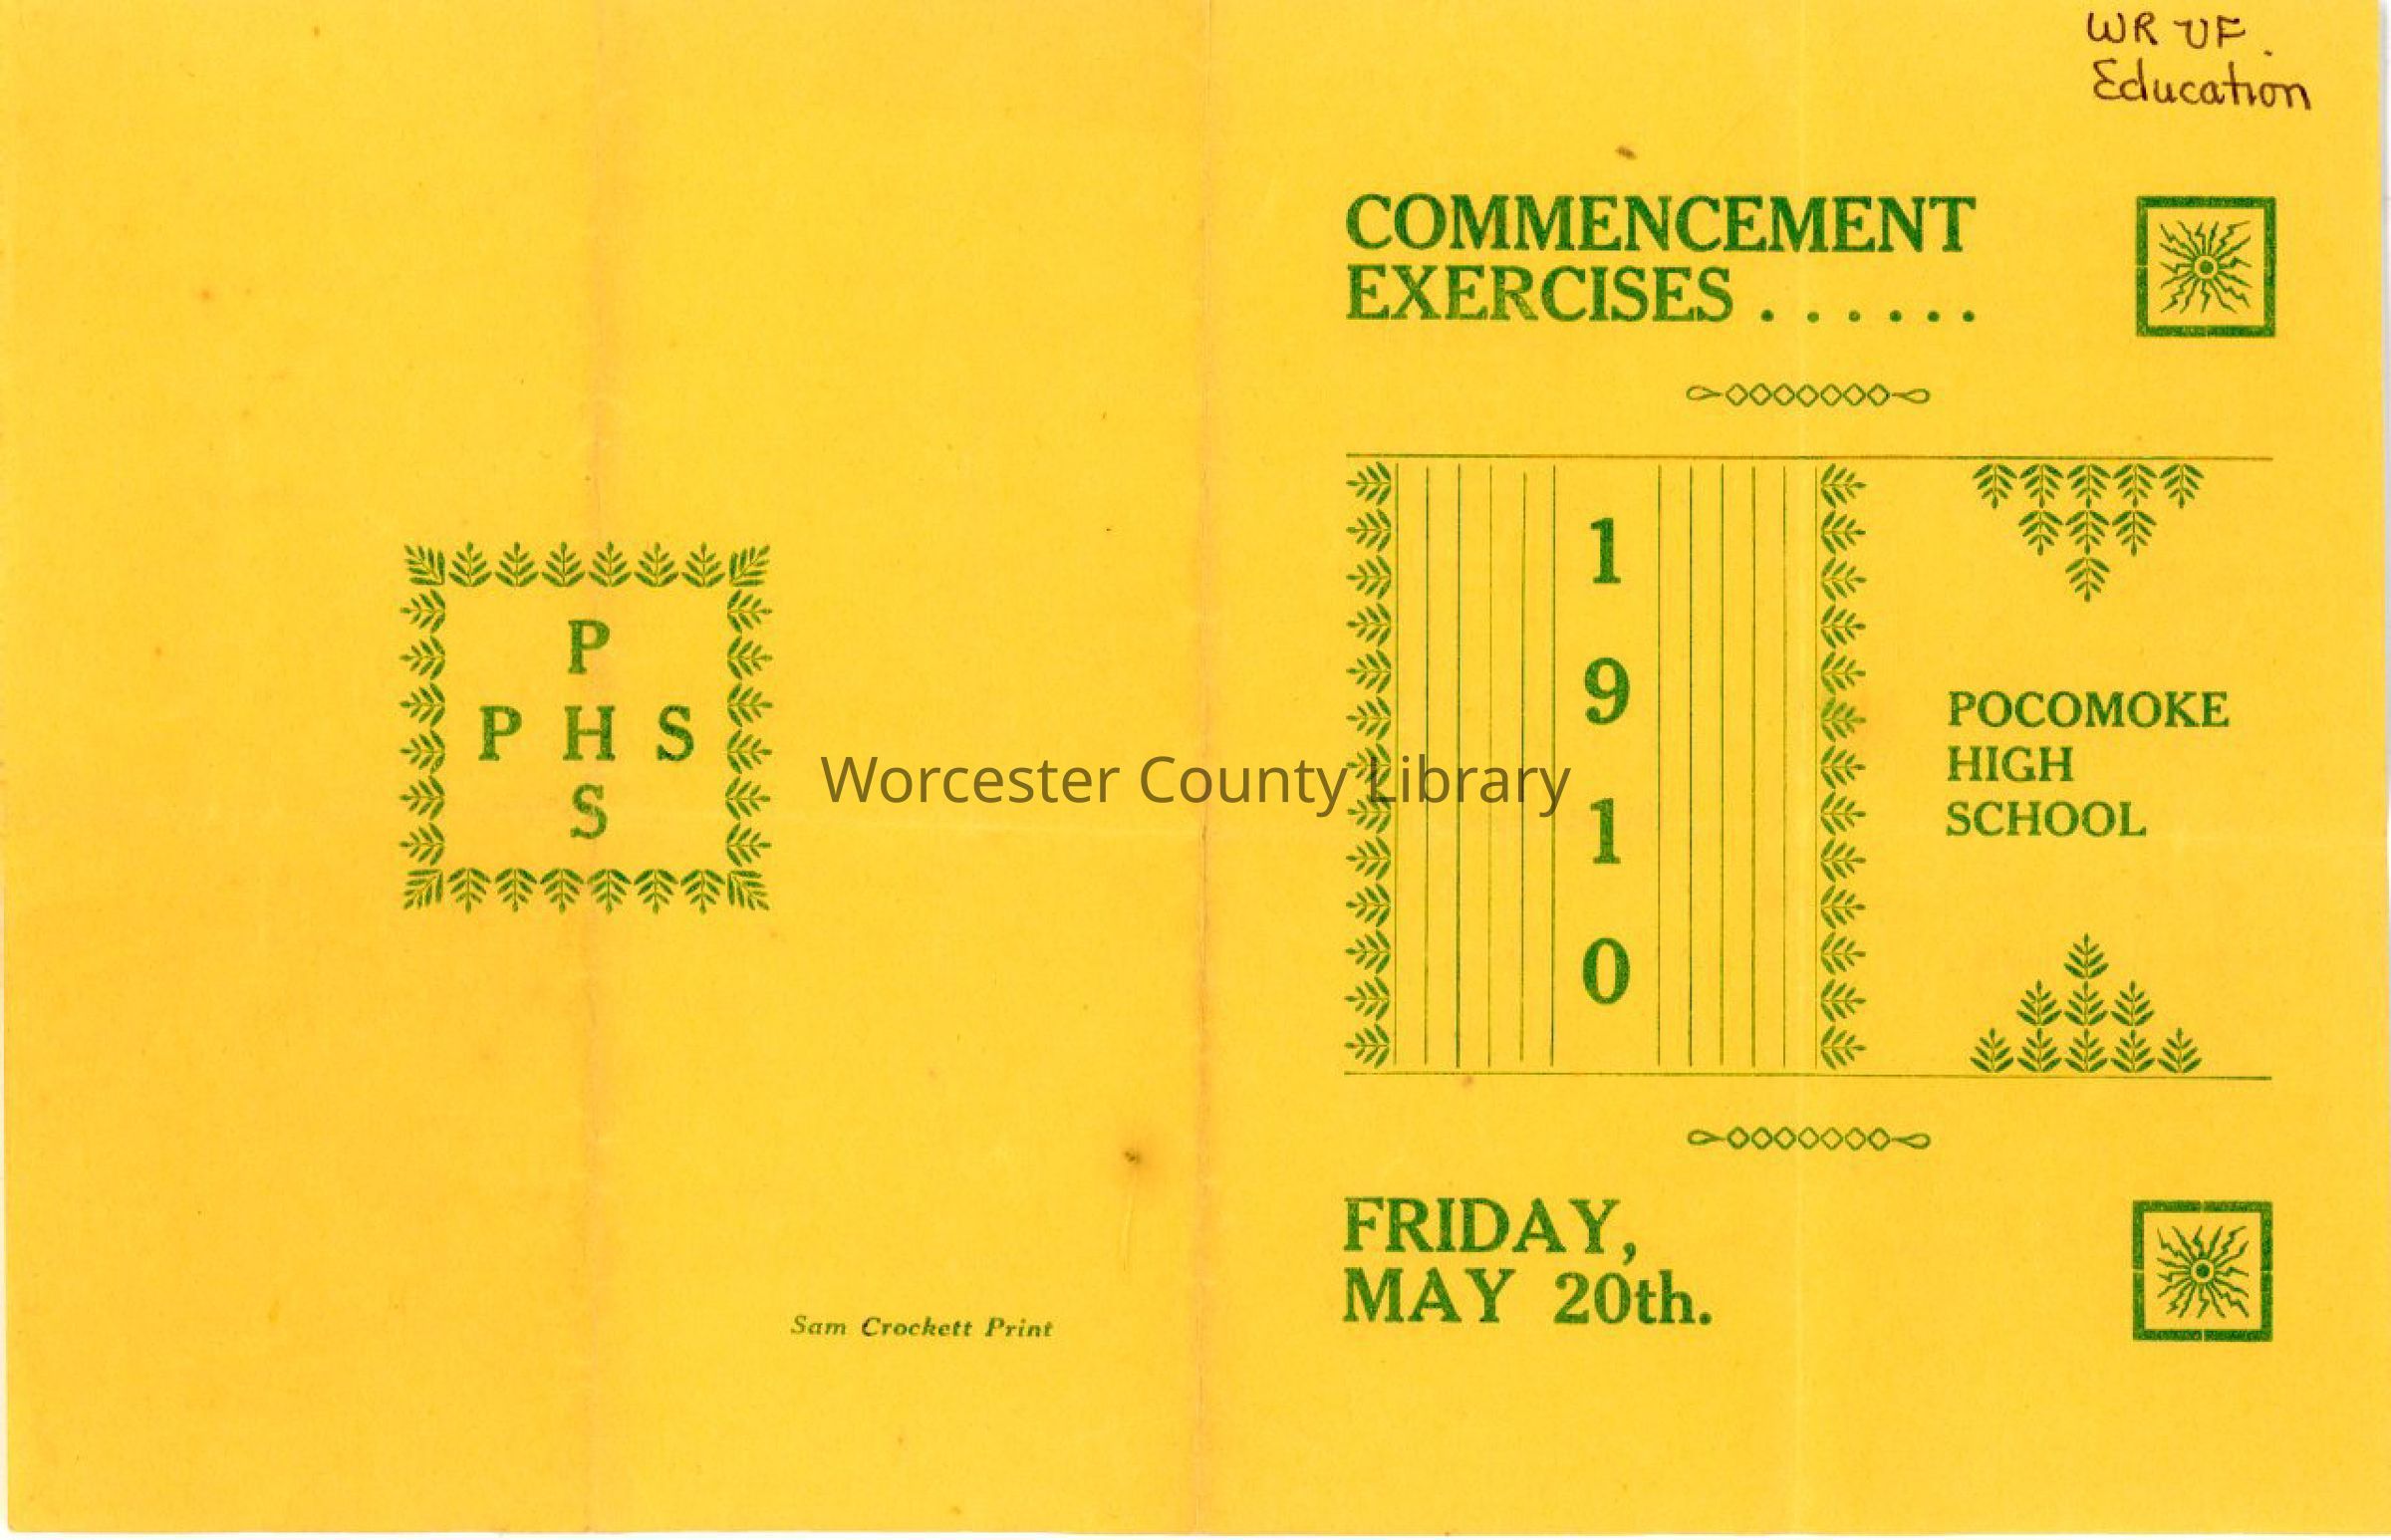 WR VF.
Education
COMMENCEMENT
EXERCISES . . . . . .
1
9
1
0
POCOMOKE
HIGH
SCHOOL
FRIDAY,
MAY 20th.
P
P H S
S
Sam Crockett Print
Worcester County Library